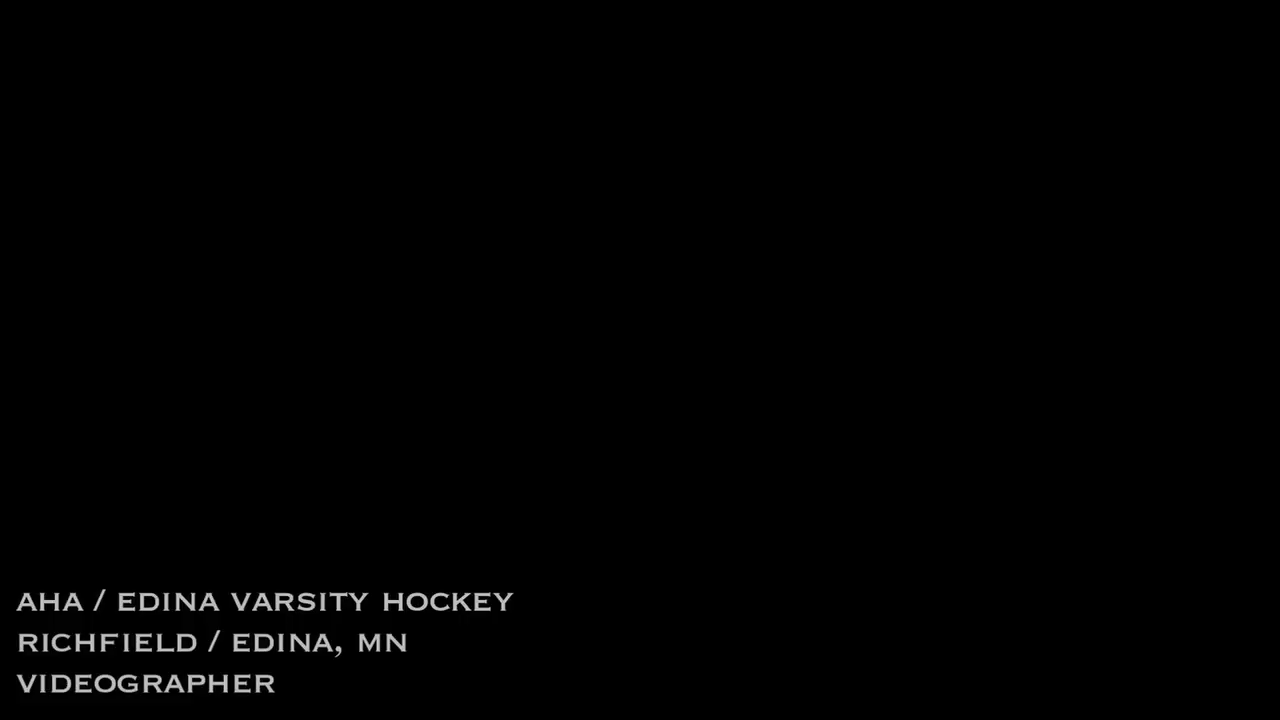 AHA / EDINA VARSITY HOCKEY
RICHFIELD / EDINA, MN
VIDEOGRAPHER